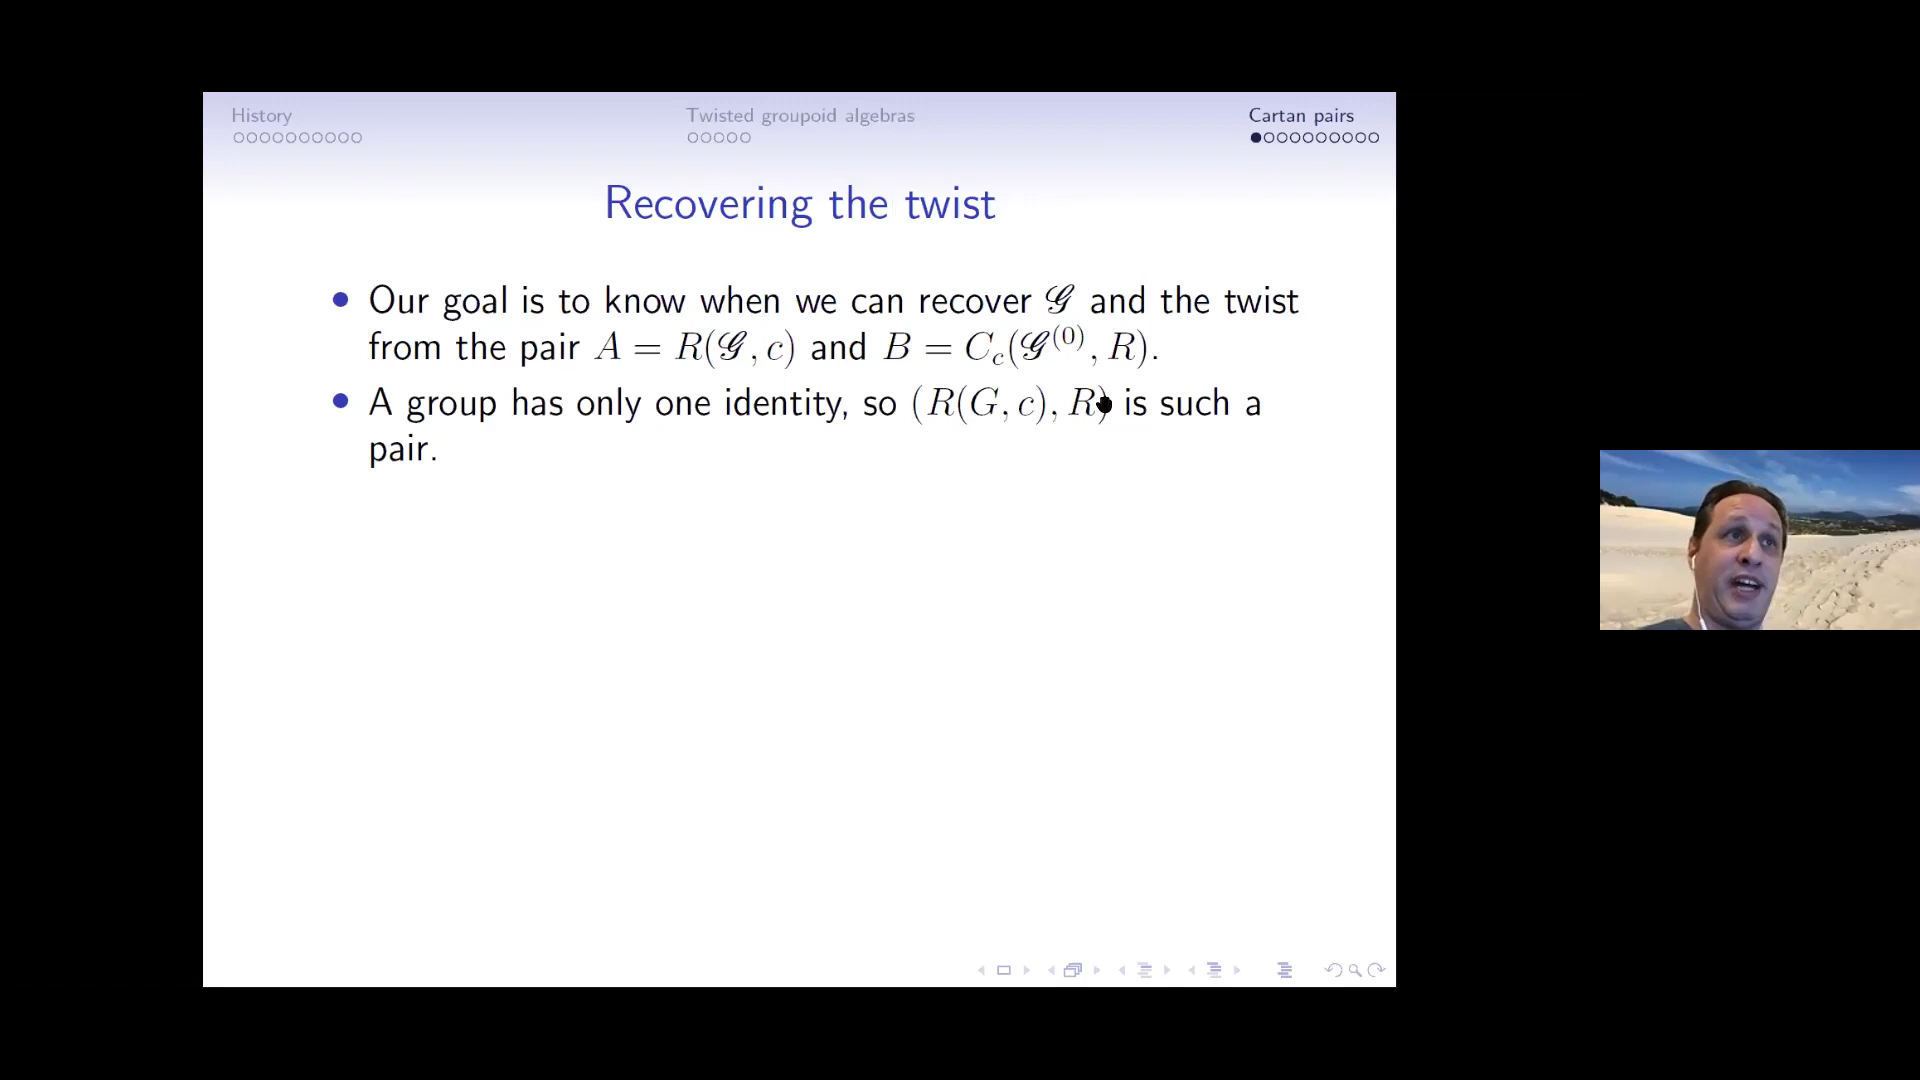 History
Twisted groupoid algebras
Cartan pairs
Recovering the twist
• Our goal is to know when we can recover 𝒢 and the twist
from the pair A = R(𝒢, c) and B = C_c(𝒢^(0), R).
• A group has only one identity, so (R(G, c), R) is such a
pair.